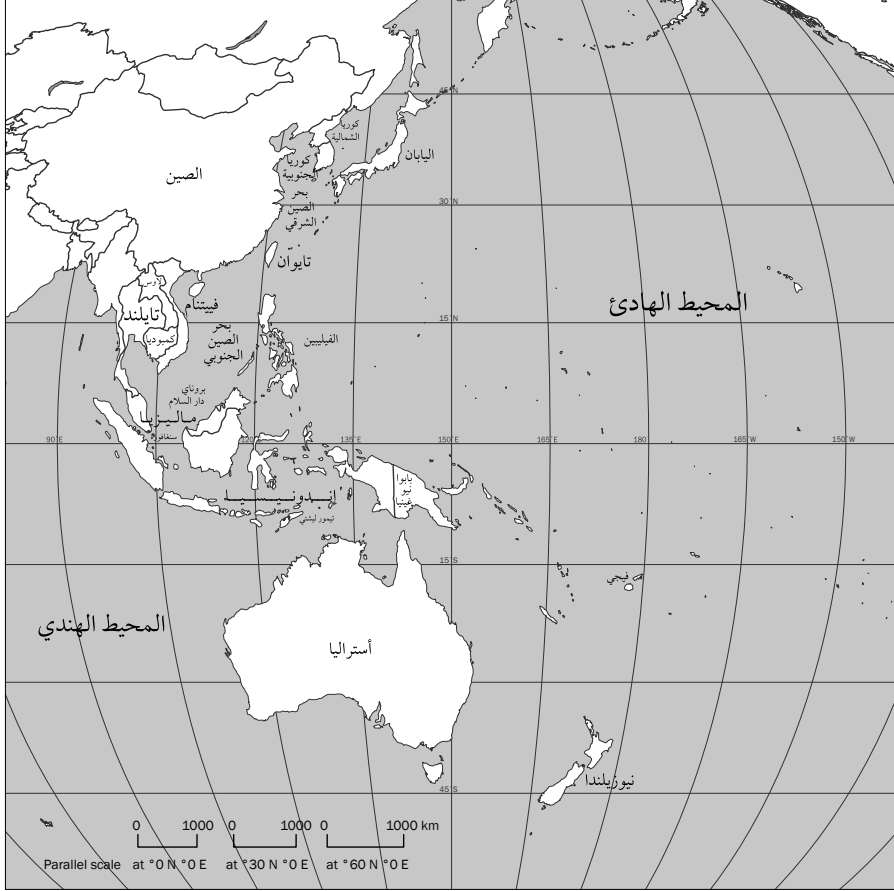 45°N
كوريا
الشمالية
اليابان
كوريا
الجنوبية
الصين
بحر
الصين
الشرقي
30°N
تايوان
لاوس
المحيط الهادئ
فييتنام
تايلند
15°N
بحر
الصين
الجنوبي
كمبوديا
الفيليبين
بروناي
دار السلام
ماليزيا
سنغافورة
90°E
120°E
135°E
150°E
165°E
180°
165°W
150°W
بابوا
نيو
غينيا
إندونيسيا
تيمور ليشتي
15°S
فيجي
المحيط الهندي
أستراليا
نيوزيلندا
45°S
0 1000 0 1000 0 1000 km
Parallel scale at °0 N °0 E at °30 N °0 E at °60 N °0 E